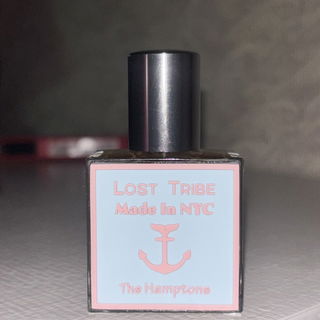 Lost Tribe
Made in NYC
The Hamptons